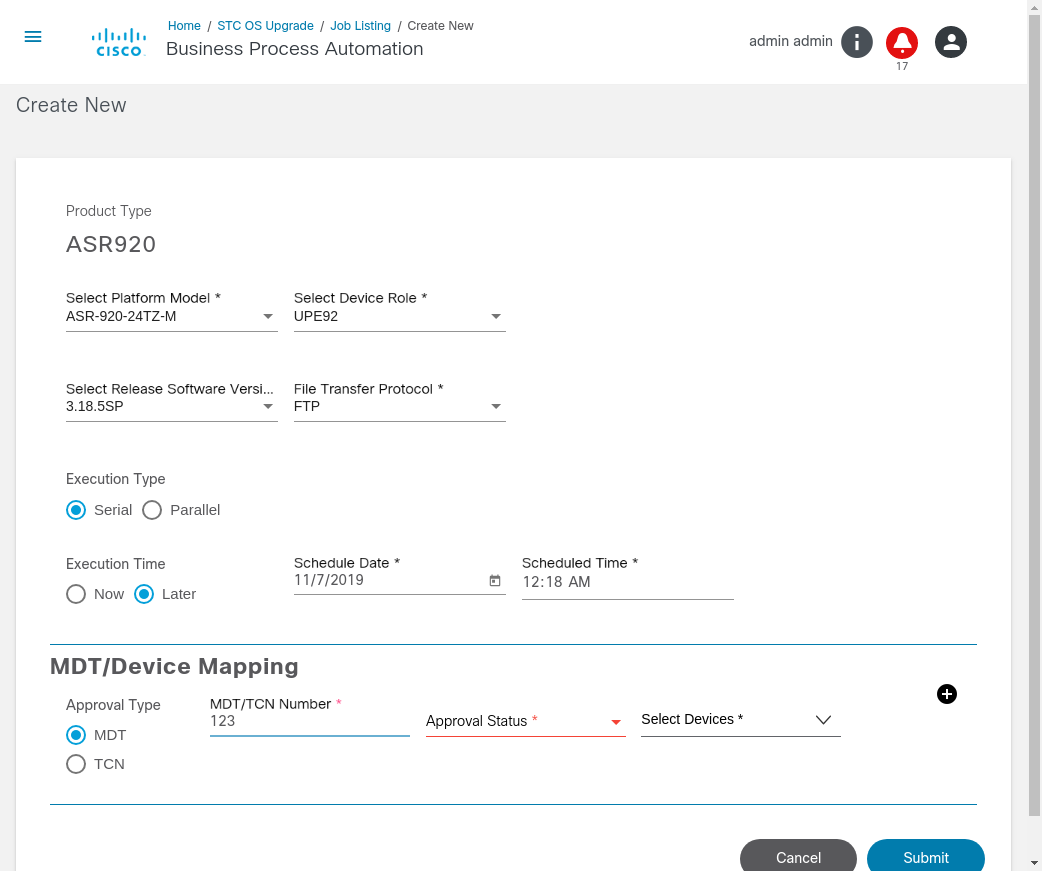 Home / STC OS Upgrade / Job Listing / Create New
CISCO
Business Process Automation
admin admin
17
Create New
Product Type
ASR920
Select Platform Model *
ASR-920-24TZ-M
Select Device Role *
UPE92
Select Release Software Versi...
3.18.5SP
File Transfer Protocol *
FTP
Execution Type
Serial
Parallel
Execution Time
Now
Later
Schedule Date *
11/7/2019
Scheduled Time *
12:18 AM
MDT/Device Mapping
Approval Type
MDT
TCN
MDT/TCN Number *
123
Approval Status *
Select Devices *
Cancel
Submit